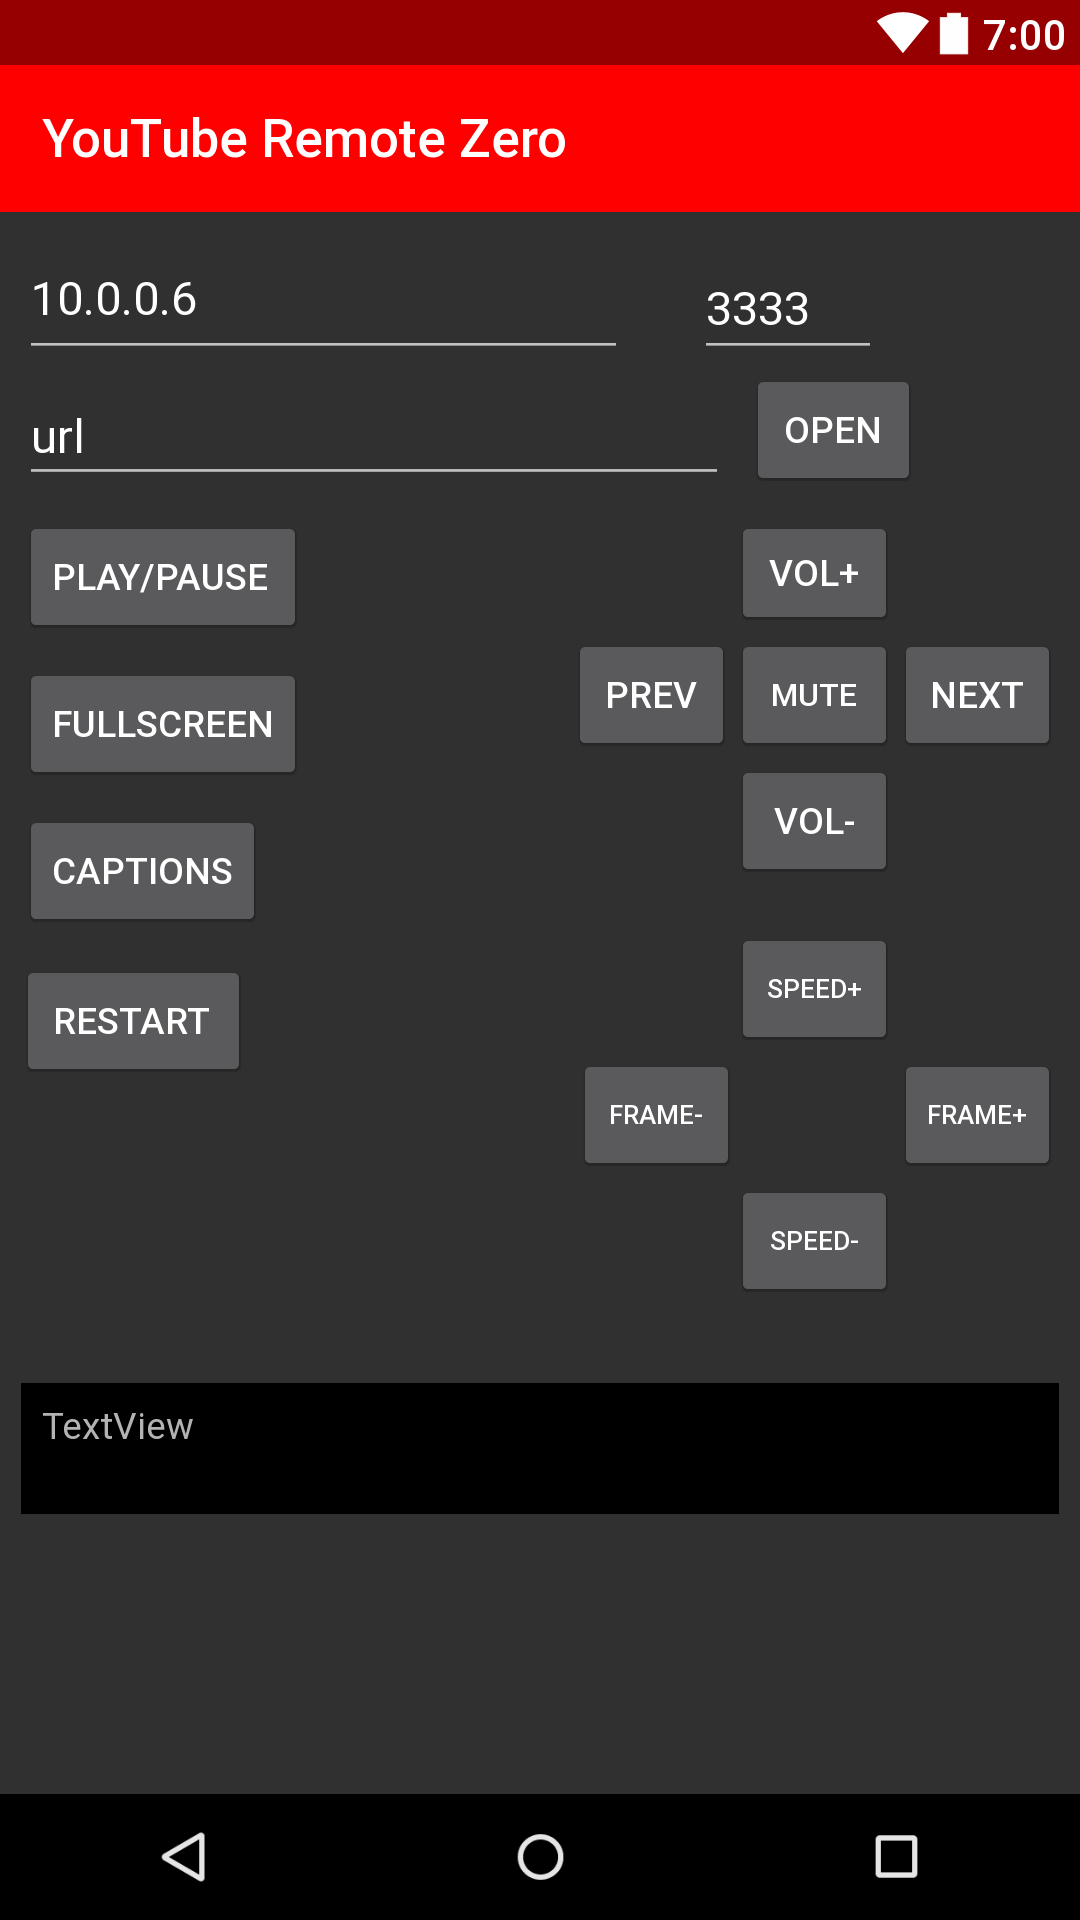 7:00
YouTube Remote Zero
10.0.0.6
3333
url
OPEN
PLAY/PAUSE
VOL+
FULLSCREEN
PREV
MUTE
NEXT
VOL-
CAPTIONS
SPEED+
RESTART
FRAME-
FRAME+
SPEED-
TextView